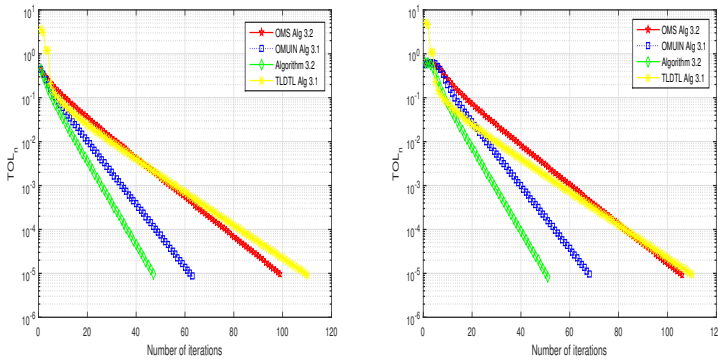 10^1
10^0
10^-1
10^-2
10^-3
10^-4
10^-5
10^-6
TOL_n
0 20 40 60 80 100 120
Number of iterations
OMS Alg 3.2
OMUIN Alg 3.1
Algorithm 3.2
TLDTL Alg 3.1
10^1
10^0
10^-1
10^-2
10^-3
10^-4
10^-5
10^-6
TOL_n
0 20 40 60 80 100 120
Number of iterations
OMS Alg 3.2
OMUIN Alg 3.1
Algorithm 3.2
TLDTL Alg 3.1